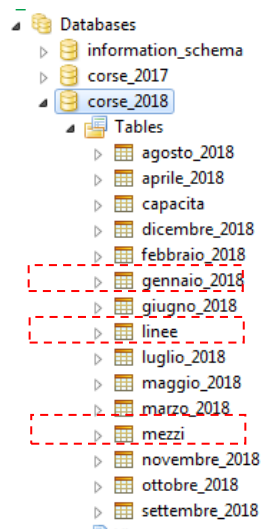 Databases
information_schema
corse_2017
corse_2018
Tables
agosto_2018
aprile_2018
capacita
dicembre_2018
febbraio_2018
gennaio_2018
giugno_2018
linee
luglio_2018
maggio_2018
marzo_2018
mezzi
novembre_2018
ottobre_2018
settembre_2018